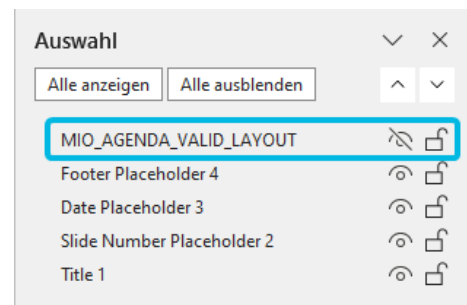 Auswahl
Alle anzeigen Alle ausblenden
MIO_AGENDA_VALID_LAYOUT
Footer Placeholder 4
Date Placeholder 3
Slide Number Placeholder 2
Title 1